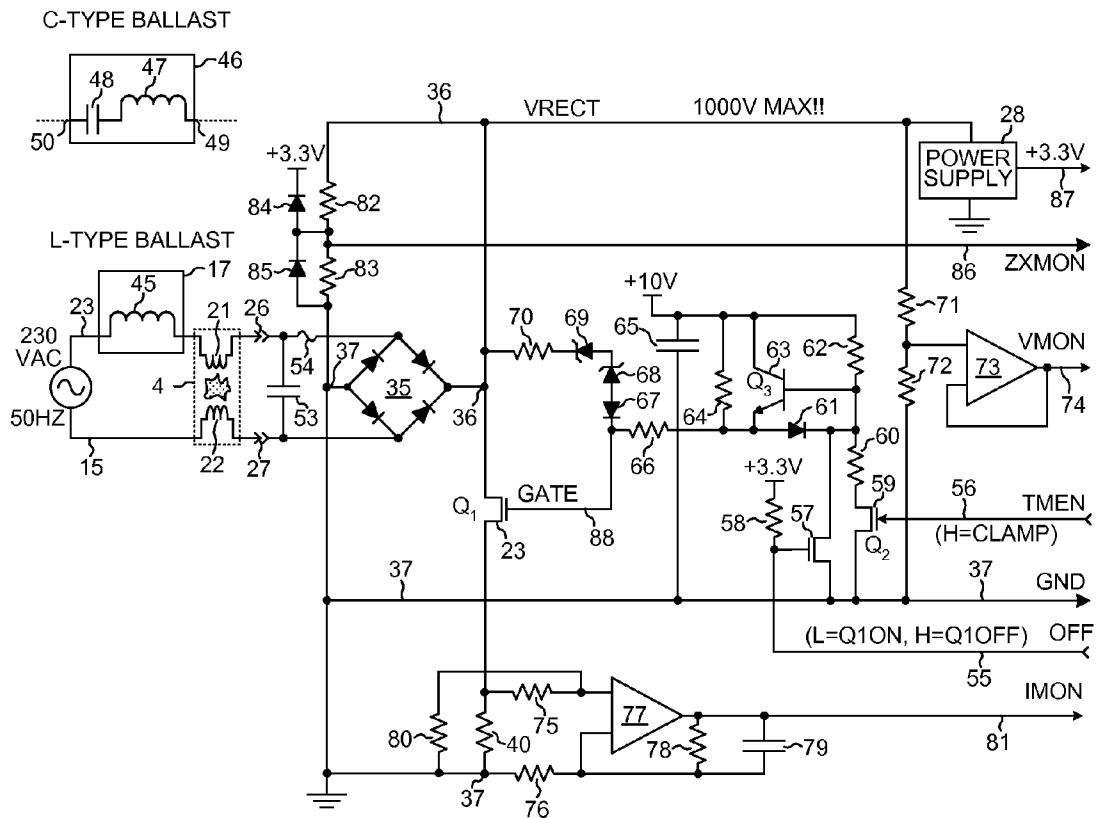 C-TYPE BALLAST
47
46
48
50
49
36
VRECT
1000V MAX!!
28
POWER
SUPPLY
+3.3V
87
+3.3V
84
82
L-TYPE BALLAST
17
85
83
86
ZXMON
45
23
21
26
230
VAC
4
54
37
50HZ
53
15
22
27
35
36
70
69
68
67
+10V
65
63
Q3
62
64
61
66
60
71
72
VMON
73
74
+3.3V
58
57
59
56
TMEN
(H=CLAMP)
Q2
Q1
GATE
23
88
37
37
GND
(L=Q1ON, H=Q1OFF)
OFF
55
IMON
75
77
80
40
78
79
81
37
76